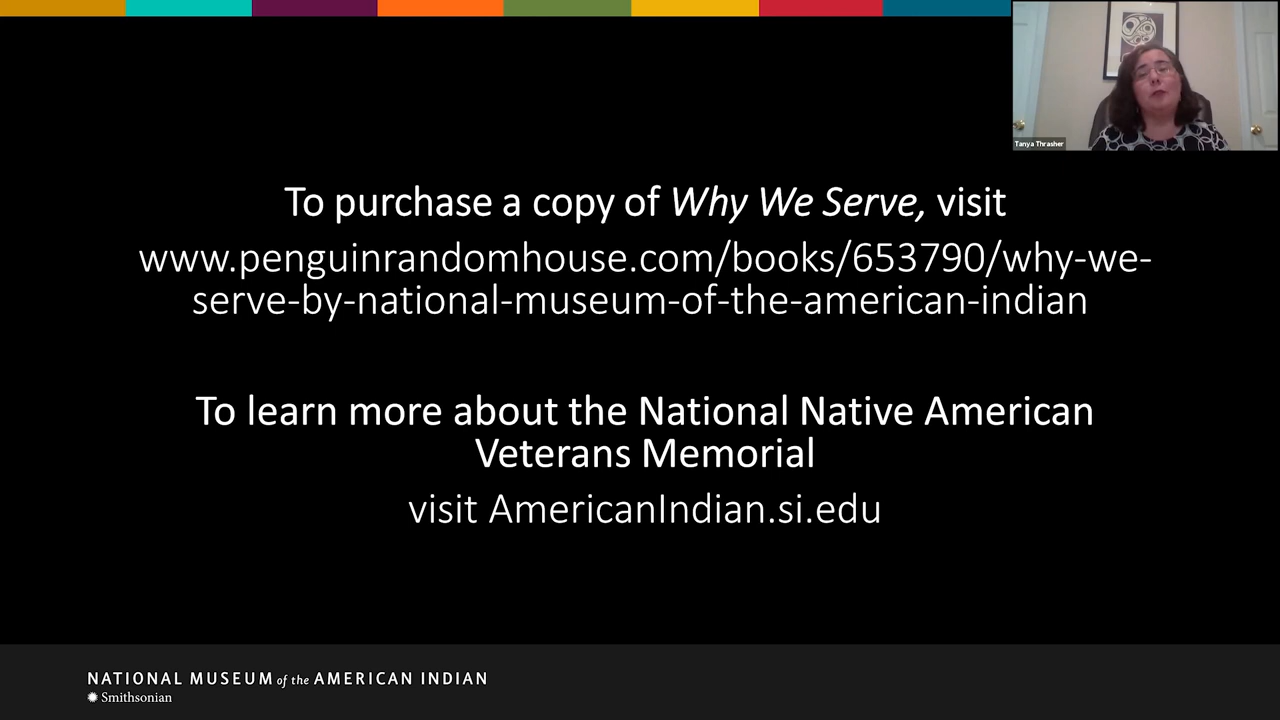 Tanya Thrasher
To purchase a copy of Why We Serve, visit
www.penguinrandomhouse.com/books/653790/why-we-
serve-by-national-museum-of-the-american-indian
To learn more about the National Native American
Veterans Memorial
visit AmericanIndian.si.edu
NATIONAL MUSEUM of the AMERICAN INDIAN
Smithsonian